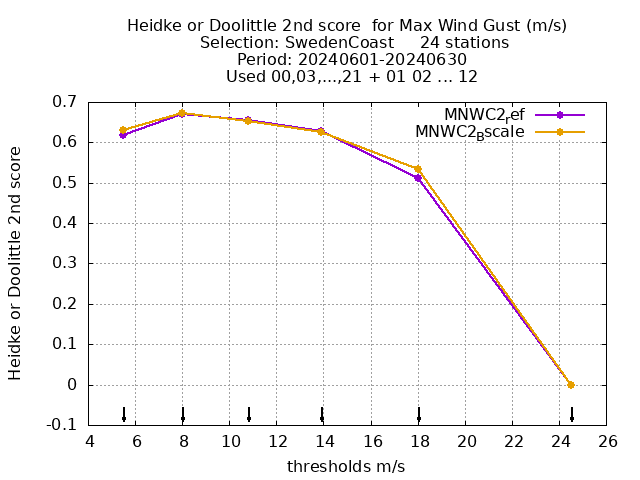 Heidke or Doolittle 2nd score  for Max Wind Gust (m/s)
Selection: SwedenCoast     24 stations
Period: 20240601-20240630
Used 00,03,...,21 + 01 02 ... 12
MNWC2ref
MNWC2Bscale
Heidke or Doolittle 2nd score
0.7
0.6
0.5
0.4
0.3
0.2
0.1
0
-0.1
4 6 8 10 12 14 16 18 20 22 24 26
thresholds m/s